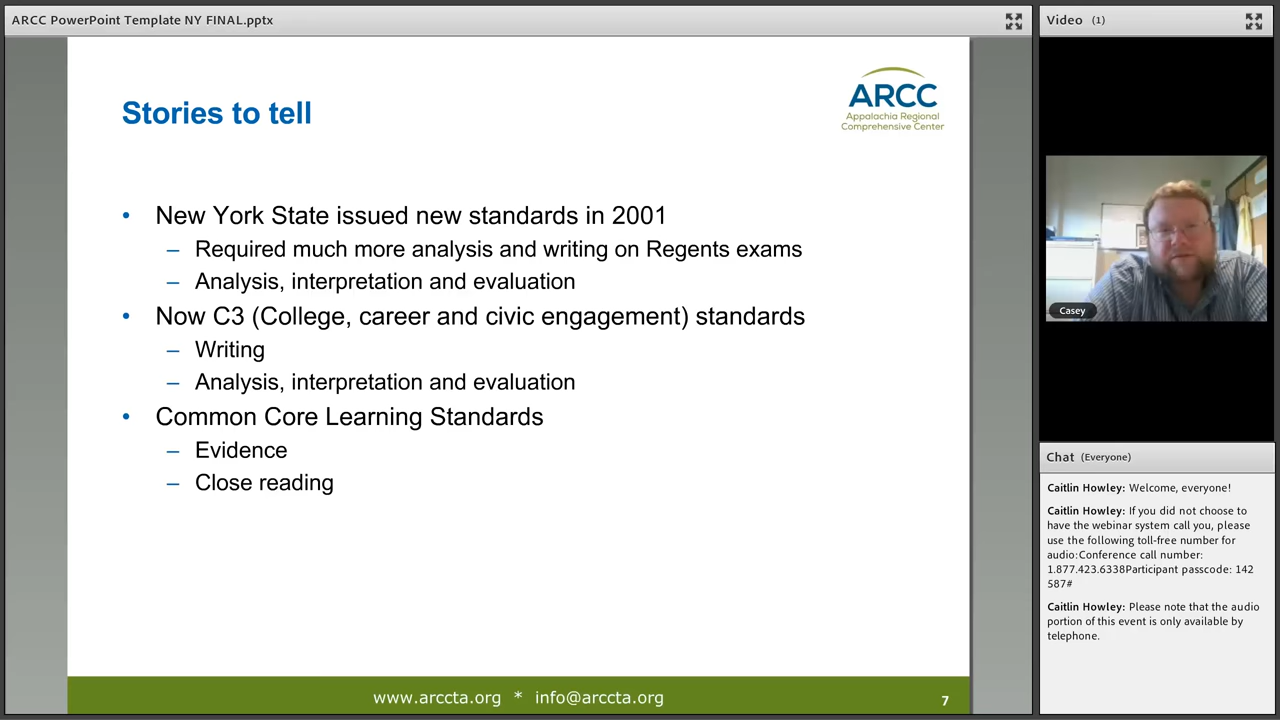 ARCC PowerPoint Template NY FINAL.pptx
Stories to tell
ARCC
Appalachia Regional
Comprehensive Center
• New York State issued new standards in 2001
– Required much more analysis and writing on Regents exams
– Analysis, interpretation and evaluation
• Now C3 (College, career and civic engagement) standards
– Writing
– Analysis, interpretation and evaluation
• Common Core Learning Standards
– Evidence
– Close reading
www.arccta.org * info@arccta.org
7
Video (1)
Casey
Chat (Everyone)
Caitlin Howley: Welcome, everyone!
Caitlin Howley: If you did not choose to
have the webinar system call you, please
use the following toll-free number for
audio:Conference call number:
1.877.423.6338Participant passcode: 142
587#
Caitlin Howley: Please note that the audio
portion of this event is only available by
telephone.